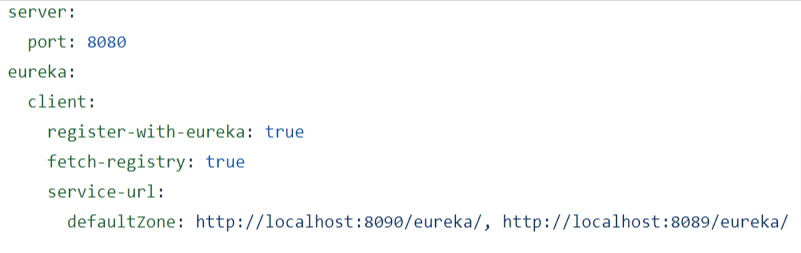 server:
  port: 8080
eureka:
  client:
    register-with-eureka: true
    fetch-registry: true
    service-url:
      defaultZone: http://localhost:8090/eureka/, http://localhost:8089/eureka/